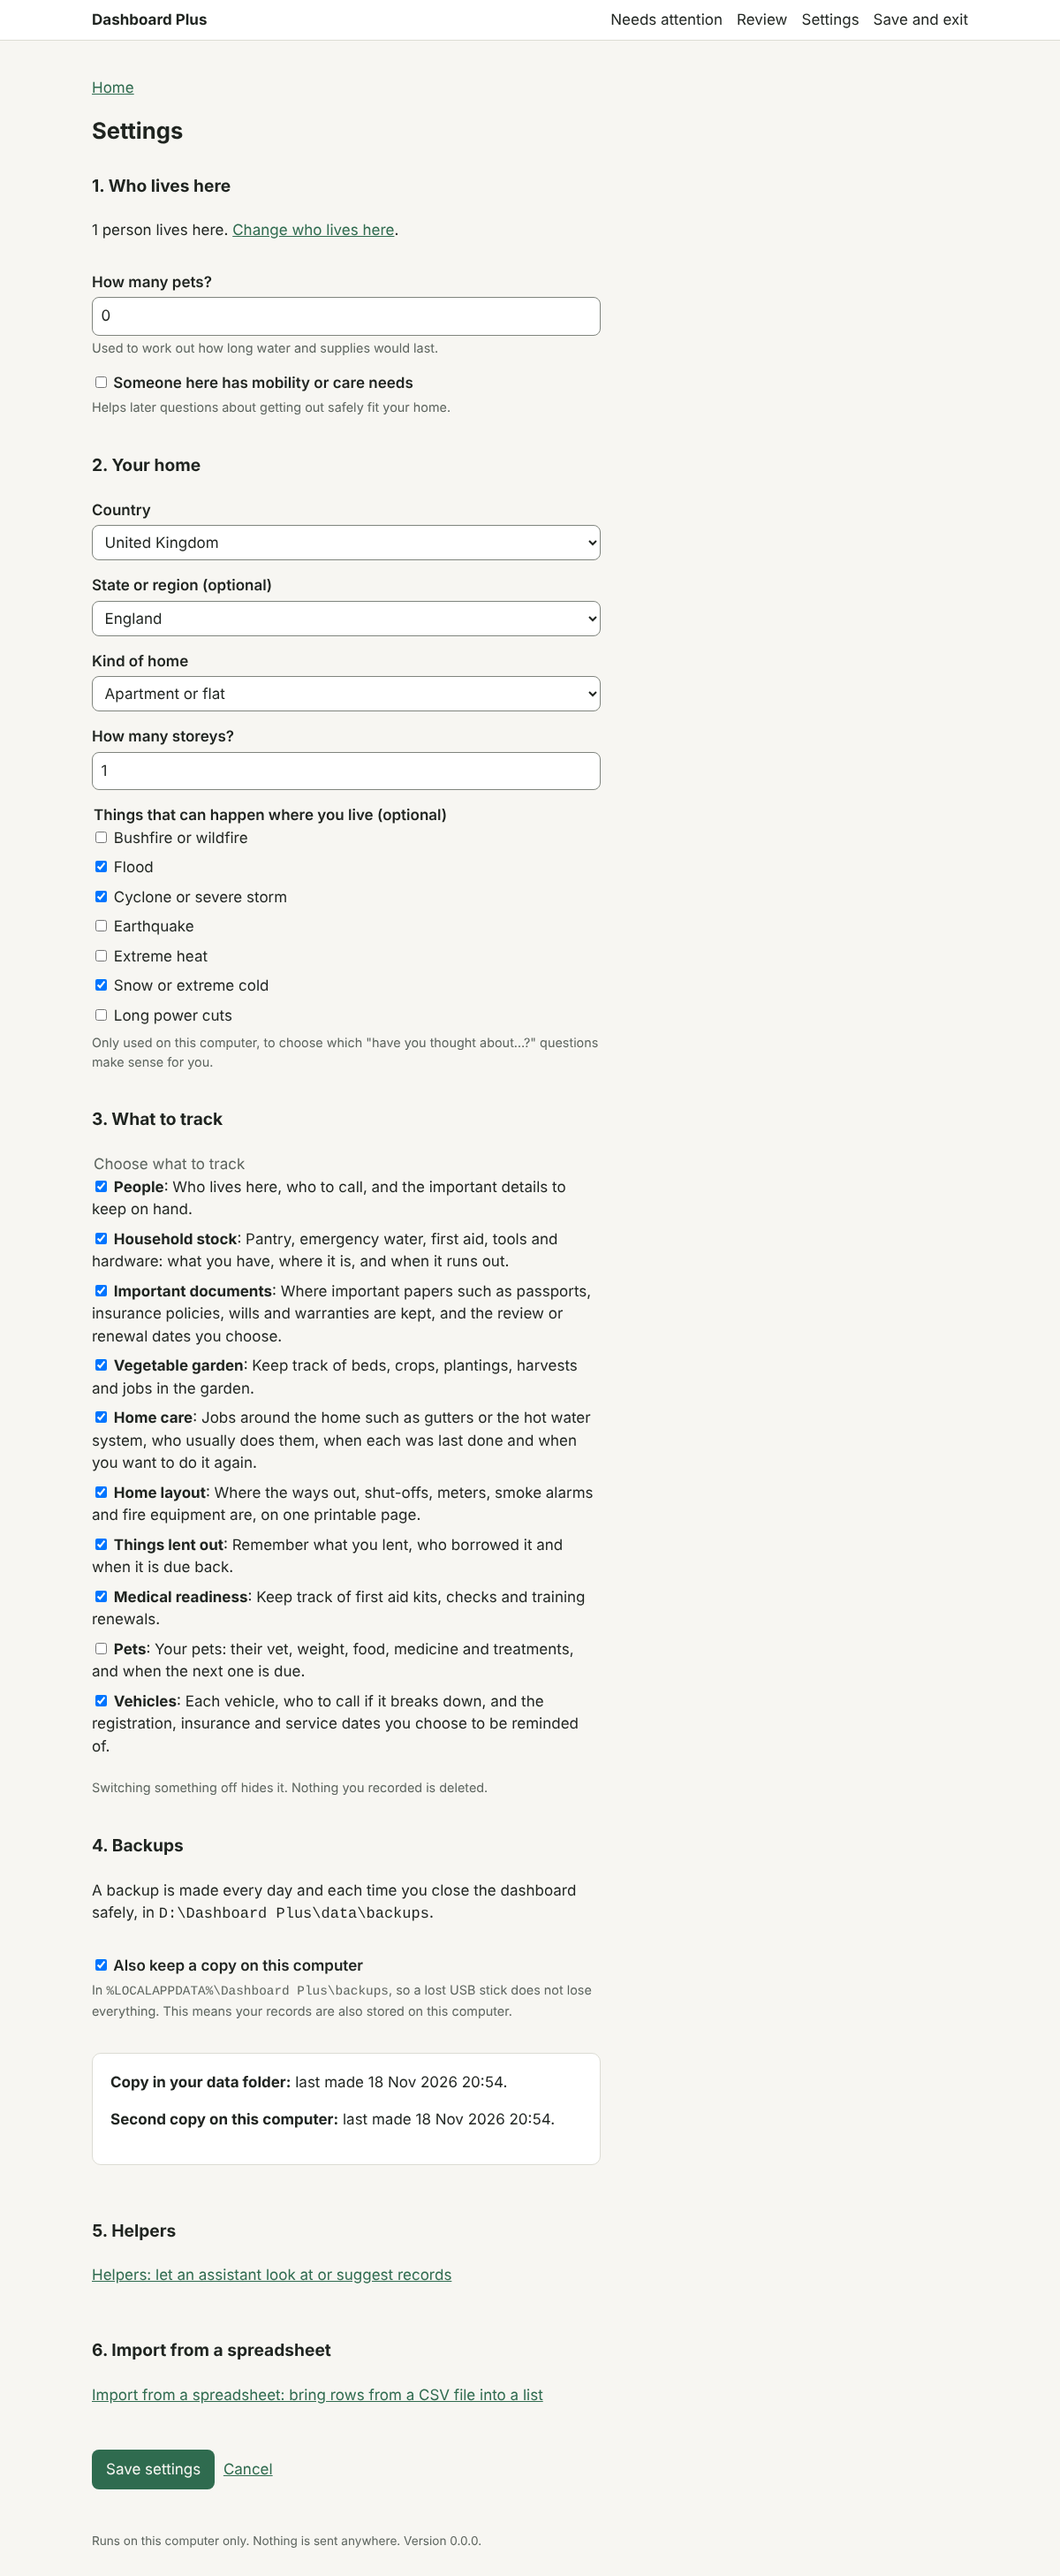 Dashboard Plus
Needs attention Review Settings Save and exit
Home
Settings
1. Who lives here
1 person lives here. Change who lives here.
How many pets?
0
Used to work out how long water and supplies would last.
Someone here has mobility or care needs
Helps later questions about getting out safely fit your home.
2. Your home
Country
United Kingdom
State or region (optional)
England
Kind of home
Apartment or flat
How many storeys?
1
Things that can happen where you live (optional)
Bushfire or wildfire
Flood
Cyclone or severe storm
Earthquake
Extreme heat
Snow or extreme cold
Long power cuts
Only used on this computer, to choose which "have you thought about...?" questions
make sense for you.
3. What to track
Choose what to track
People: Who lives here, who to call, and the important details to
keep on hand.
Household stock: Pantry, emergency water, first aid, tools and
hardware: what you have, where it is, and when it runs out.
Important documents: Where important papers such as passports,
insurance policies, wills and warranties are kept, and the review or
renewal dates you choose.
Vegetable garden: Keep track of beds, crops, plantings, harvests
and jobs in the garden.
Home care: Jobs around the home such as gutters or the hot water
system, who usually does them, when each was last done and when
you want to do it again.
Home layout: Where the ways out, shut-offs, meters, smoke alarms
and fire equipment are, on one printable page.
Things lent out: Remember what you lent, who borrowed it and
when it is due back.
Medical readiness: Keep track of first aid kits, checks and training
renewals.
Pets: Your pets: their vet, weight, food, medicine and treatments,
and when the next one is due.
Vehicles: Each vehicle, who to call if it breaks down, and the
registration, insurance and service dates you choose to be reminded
of.
Switching something off hides it. Nothing you recorded is deleted.
4. Backups
A backup is made every day and each time you close the dashboard
safely, in D:\Dashboard Plus\data\backups.
Also keep a copy on this computer
In %LOCALAPPDATA%\Dashboard Plus\backups, so a lost USB stick does not lose
everything. This means your records are also stored on this computer.
Copy in your data folder: last made 18 Nov 2026 20:54.
Second copy on this computer: last made 18 Nov 2026 20:54.
5. Helpers
Helpers: let an assistant look at or suggest records
6. Import from a spreadsheet
Import from a spreadsheet: bring rows from a CSV file into a list
Save settings Cancel
Runs on this computer only. Nothing is sent anywhere. Version 0.0.0.